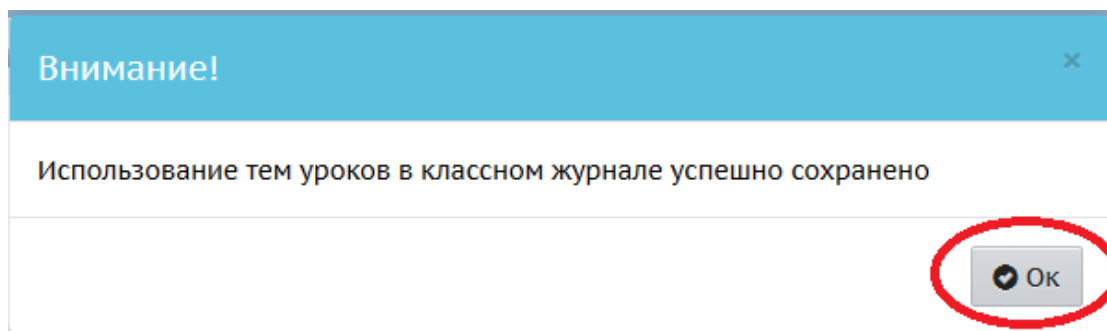 Внимание!
×
Использование тем уроков в классном журнале успешно сохранено
Ок